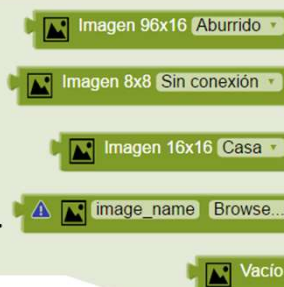 Imagen 96x16 Aburrido
Imagen 8x8 Sin conexión
Imagen 16x16 Casa
image_name Browse...
Vacío